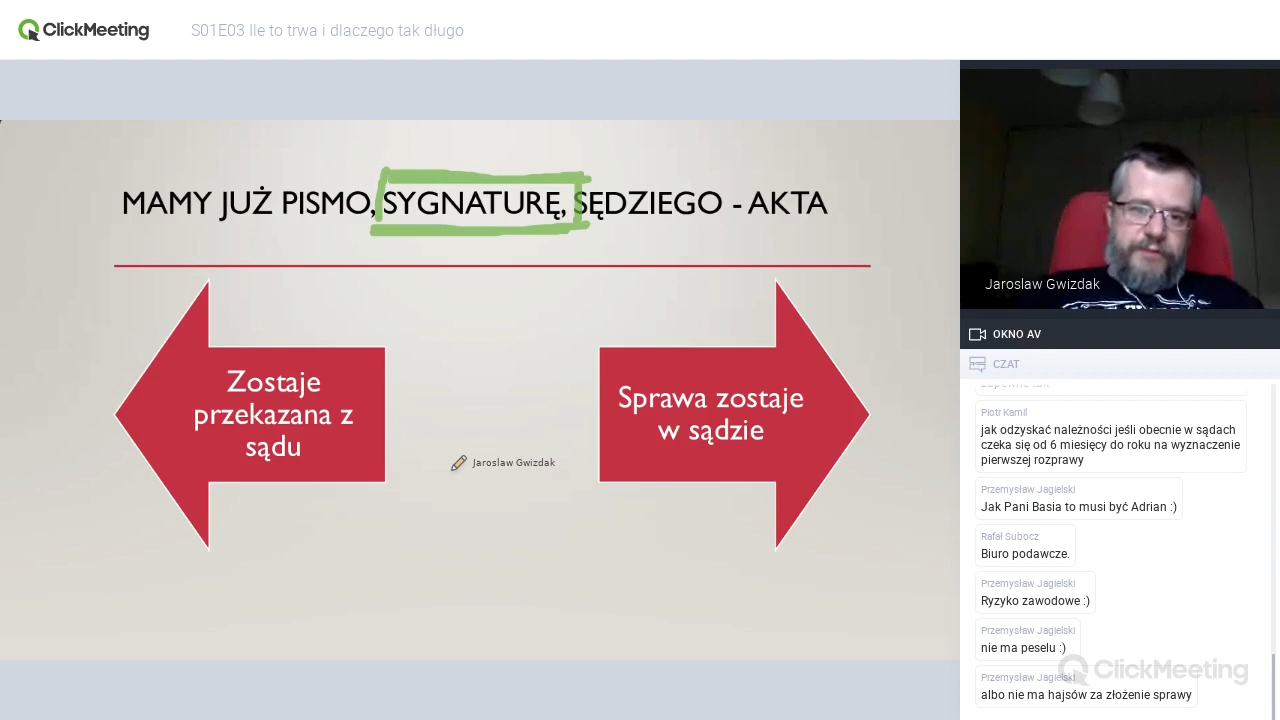 ClickMeeting
S01E03 Ile to trwa i dlaczego tak długo
MAMY JUŻ PISMO, SYGNATURĘ, SĘDZIEGO - AKTA
Zostaje
przekazana z
sądu
Sprawa zostaje
w sądzie
Jaroslaw Gwizdak
Jaroslaw Gwizdak
OKNO AV
CZAT
zapewne tak
Piotr Kamil
jak odzyskać należności jeśli obecnie w sądach
czeka się od 6 miesięcy do roku na wyznaczenie
pierwszej rozprawy
Przemysław Jagielski
Jak Pani Basia to musi być Adrian :)
Rafał Subocz
Biuro podawcze.
Przemysław Jagielski
Ryzyko zawodowe :)
Przemysław Jagielski
nie ma peselu :)
Przemysław Jagielski
albo nie ma hajsów za złożenie sprawy
ClickMeeting